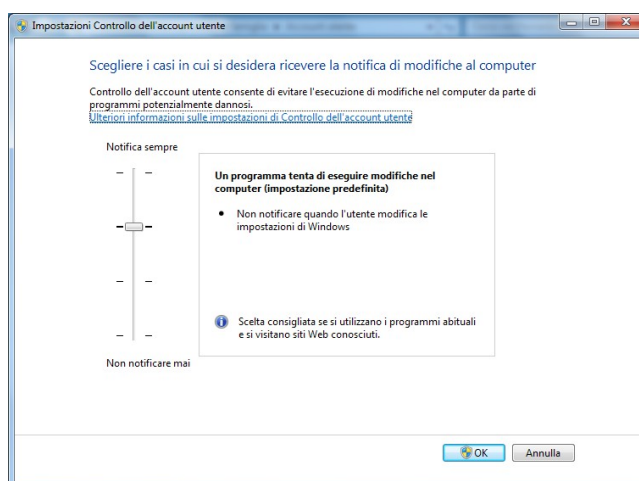 Impostazioni Controllo dell'account utente
Scegliere i casi in cui si desidera ricevere la notifica di modifiche al computer
Controllo dell'account utente consente di evitare l'esecuzione di modifiche nel computer da parte di
programmi potenzialmente dannosi.
Ulteriori informazioni sulle impostazioni di Controllo dell'account utente
Notifica sempre
Un programma tenta di eseguire modifiche nel
computer (impostazione predefinita)
• Non notificare quando l'utente modifica le
impostazioni di Windows
Scelta consigliata se si utilizzano i programmi abituali
e si visitano siti Web conosciuti.
Non notificare mai
OK
Annulla